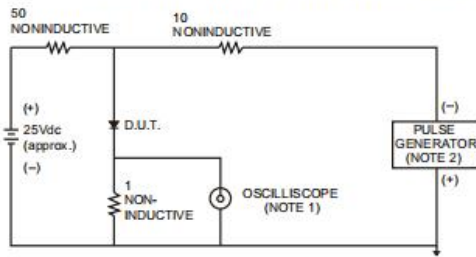 50
NONINDUCTIVE
10
NONINDUCTIVE
(+)
25Vdc
(approx.)
(−)
D.U.T.
1
NON-
INDUCTIVE
OSCILLISCOPE
(NOTE 1)
(−)
PULSE
GENERATOR
(NOTE 2)
(+)